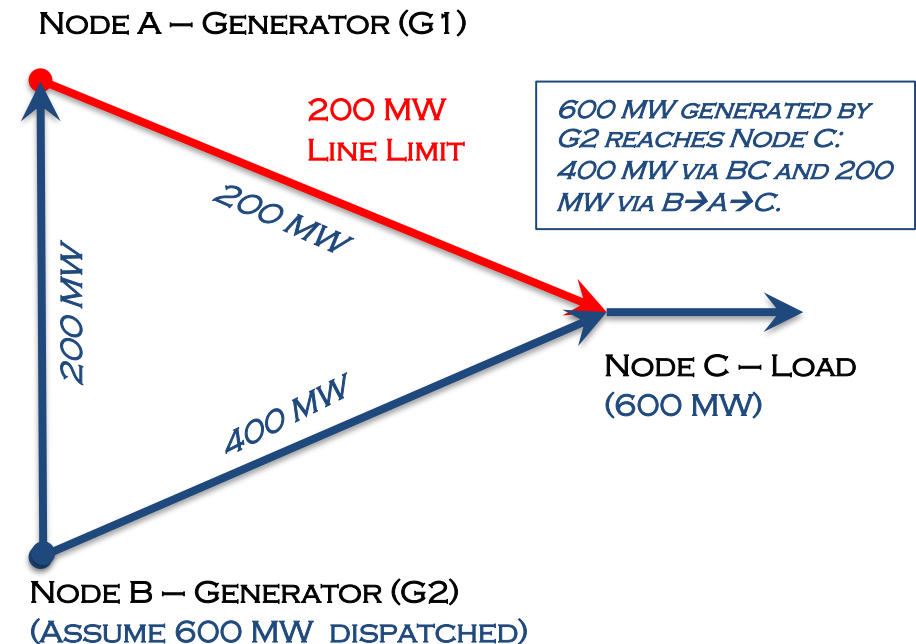 Node A – Generator (G1)
200 MW
Line Limit
600 MW generated by
G2 reaches Node C:
400 MW via BC and 200
MW via B→A→C.
200 MW
200 MW
400 MW
Node C – Load
(600 MW)
Node B – Generator (G2)
(Assume 600 MW dispatched)